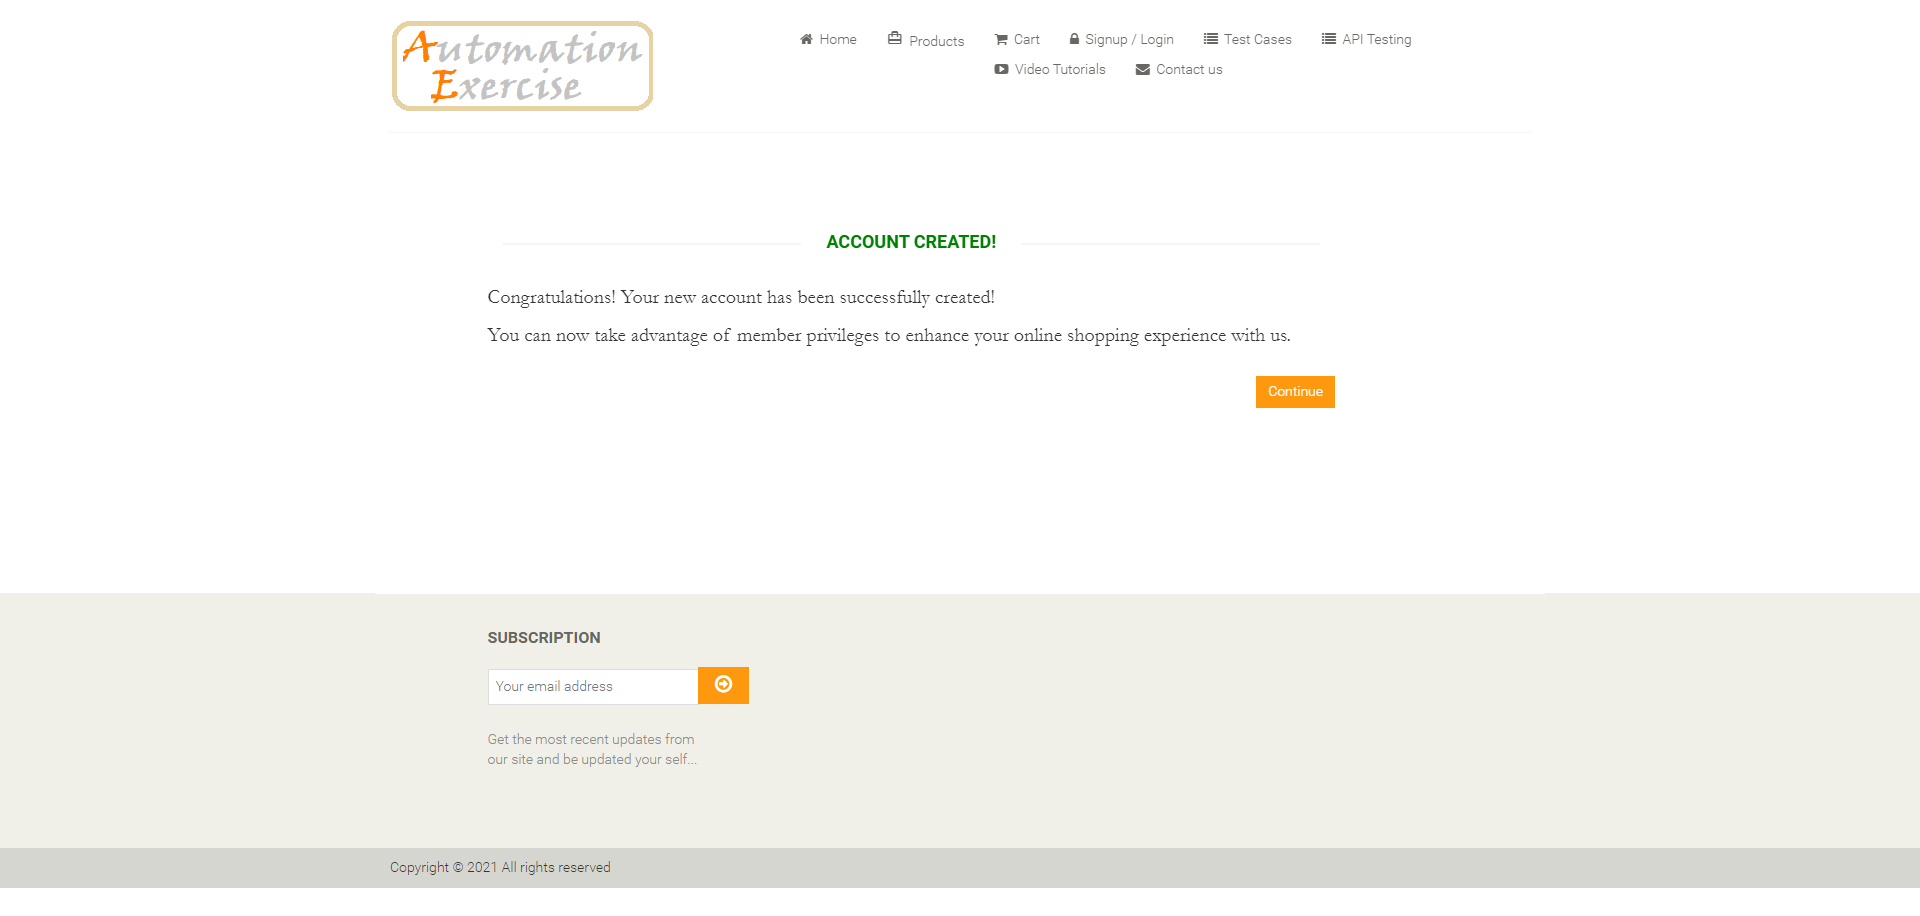 Automation
Exercise
Home
Products
Cart
Signup / Login
Test Cases
API Testing
Video Tutorials
Contact us
ACCOUNT CREATED!
Congratulations! Your new account has been successfully created!
You can now take advantage of member privileges to enhance your online shopping experience with us.
Continue
SUBSCRIPTION
Your email address
Get the most recent updates from
our site and be updated your self...
Copyright © 2021 All rights reserved